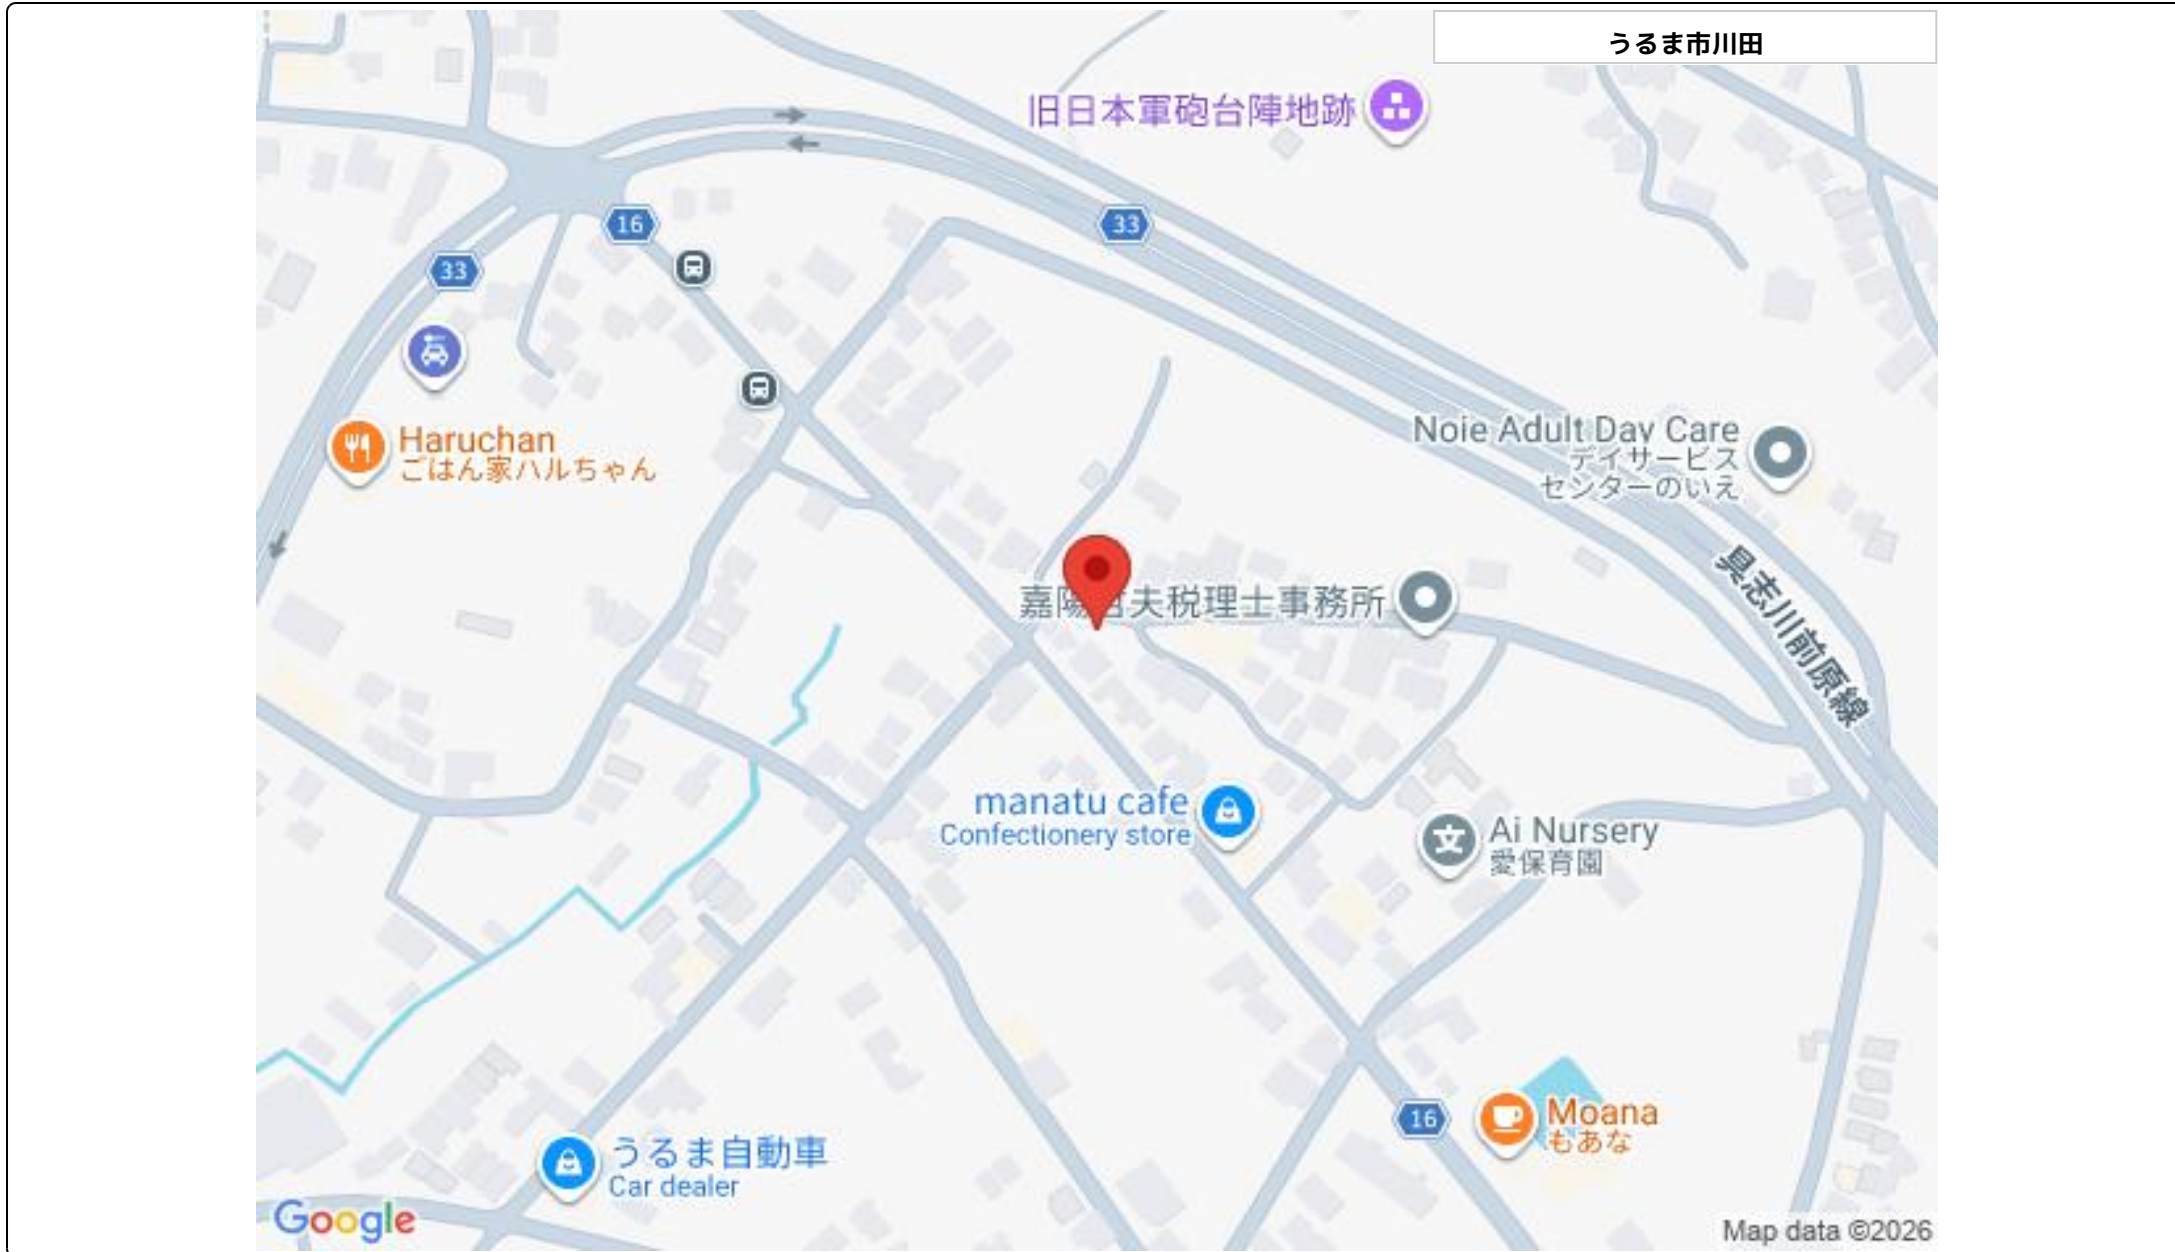 うるま市川田
旧日本軍砲台陣地跡
16
33
33
Haruchan
ごはん家ハルちゃん
Noie Adult Day Care
デイサービス
センターのいえ
具志川前原線
嘉陽 夫税理士事務所
manatu cafe
Confectionery store
Ai Nursery
愛保育園
16
Moana
もあな
うるま自動車
Car dealer
Google
Map data ©2026